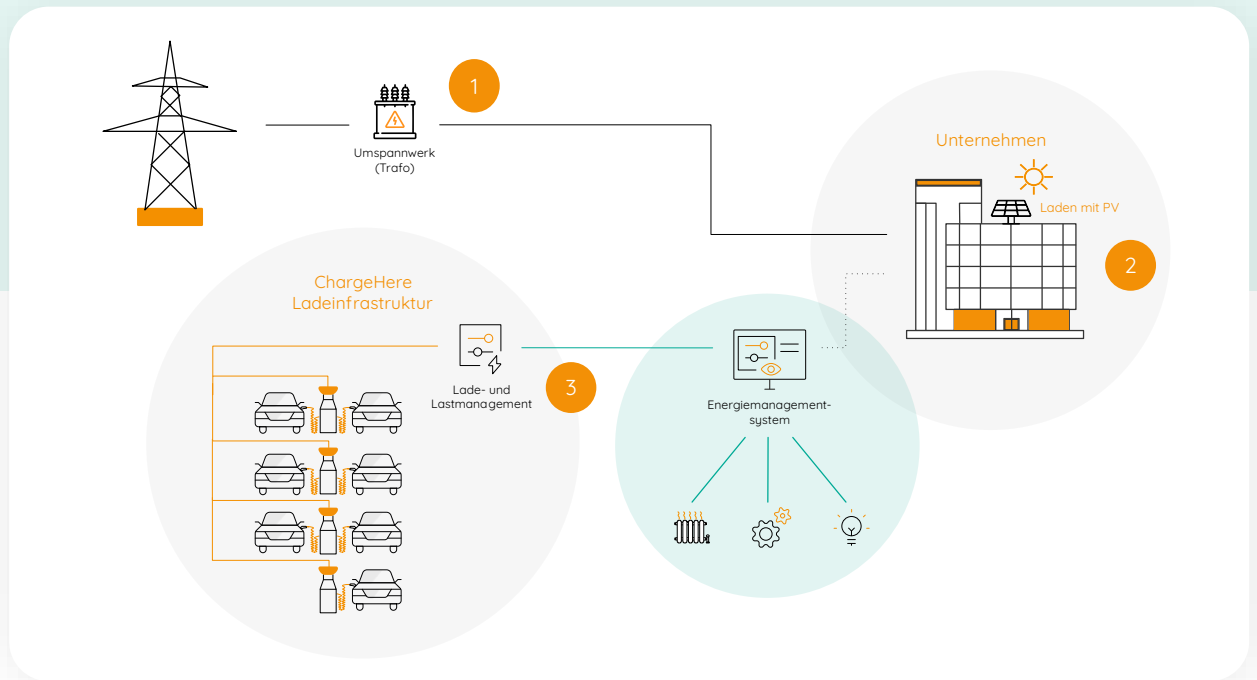 1
Umspannwerk
(Trafo)
Unternehmen
Laden mit PV
2
ChargeHere
Ladeinfrastruktur
Lade- und
Lastmanagement
3
Energiemanagement-
system